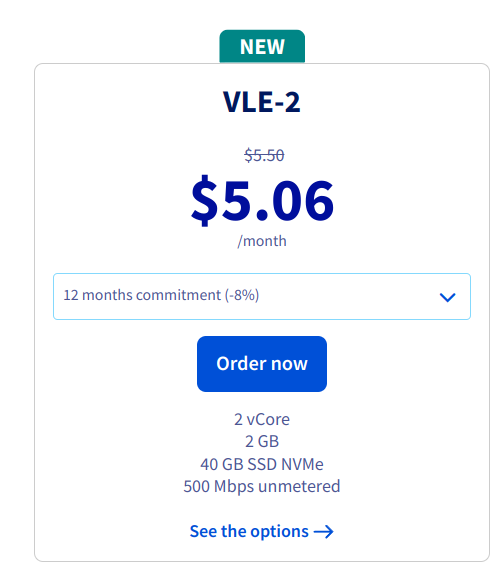 NEW
VLE-2
$5.50
$5.06
/month
12 months commitment (-8%)
Order now
2 vCore
2 GB
40 GB SSD NVMe
500 Mbps unmetered
See the options →